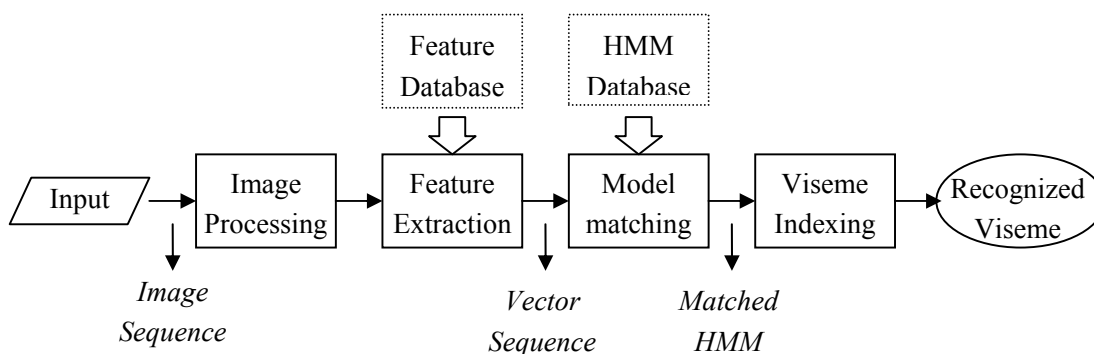 Feature
Database
HMM
Database
Input
Image
Processing
Feature
Extraction
Model
matching
Viseme
Indexing
Recognized
Viseme
Image
Sequence
Vector
Sequence
Matched
HMM